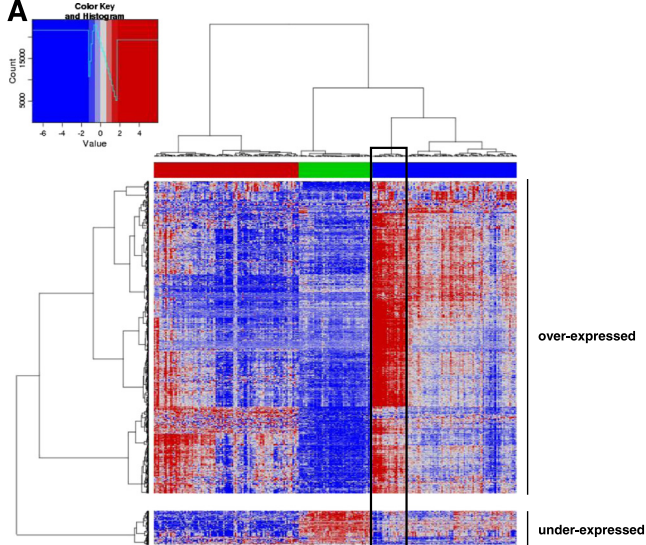 A
Color Key
and Histogram
Count
5000
15000
-6 -4 -2 0 2 4
Value
over-expressed
under-expressed